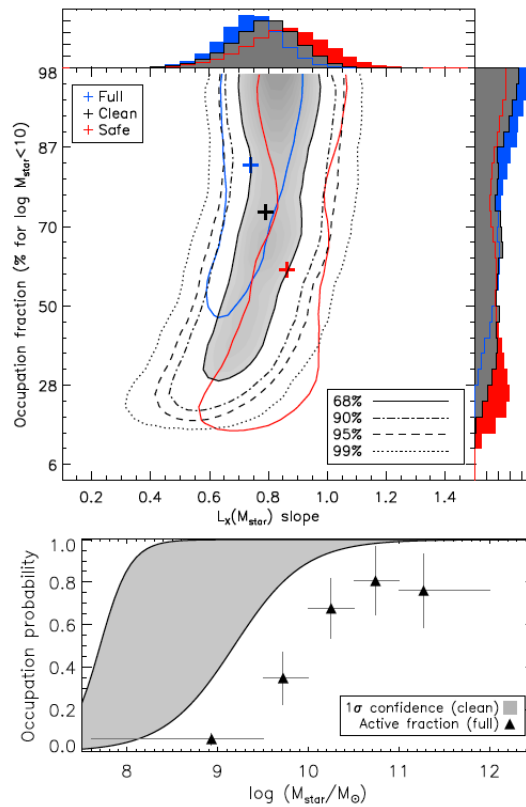 98
87
70
50
28
6
Occupation fraction (% for log Mstar<10)
Full
Clean
Safe
68%
90%
95%
99%
0.2 0.4 0.6 0.8 1.0 1.2 1.4
LX(Mstar) slope
1.0
0.8
0.6
0.4
0.2
0.0
Occupation probability
1σ confidence (clean)
Active fraction (full)
8 9 10 11 12
log (Mstar/M⊙)